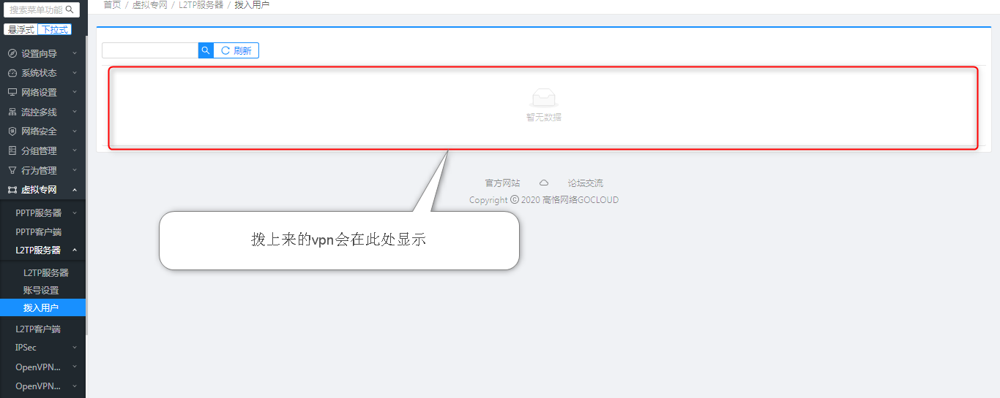 搜索菜单功能
悬浮式 下拉式
设置向导
系统状态
网络设置
流控多线
网络安全
分组管理
行为管理
虚拟专网
PPTP服务器
PPTP客户端
L2TP服务器
L2TP服务器
账号设置
拨入用户
L2TP客户端
IPSec
OpenVPN...
OpenVPN...
首页 / 虚拟专网 / L2TP服务器 / 拨入用户
刷新
暂无数据
拨上来的vpn会在此处显示
官方网站 论坛交流
Copyright © 2020 高恪网络GOCLOUD